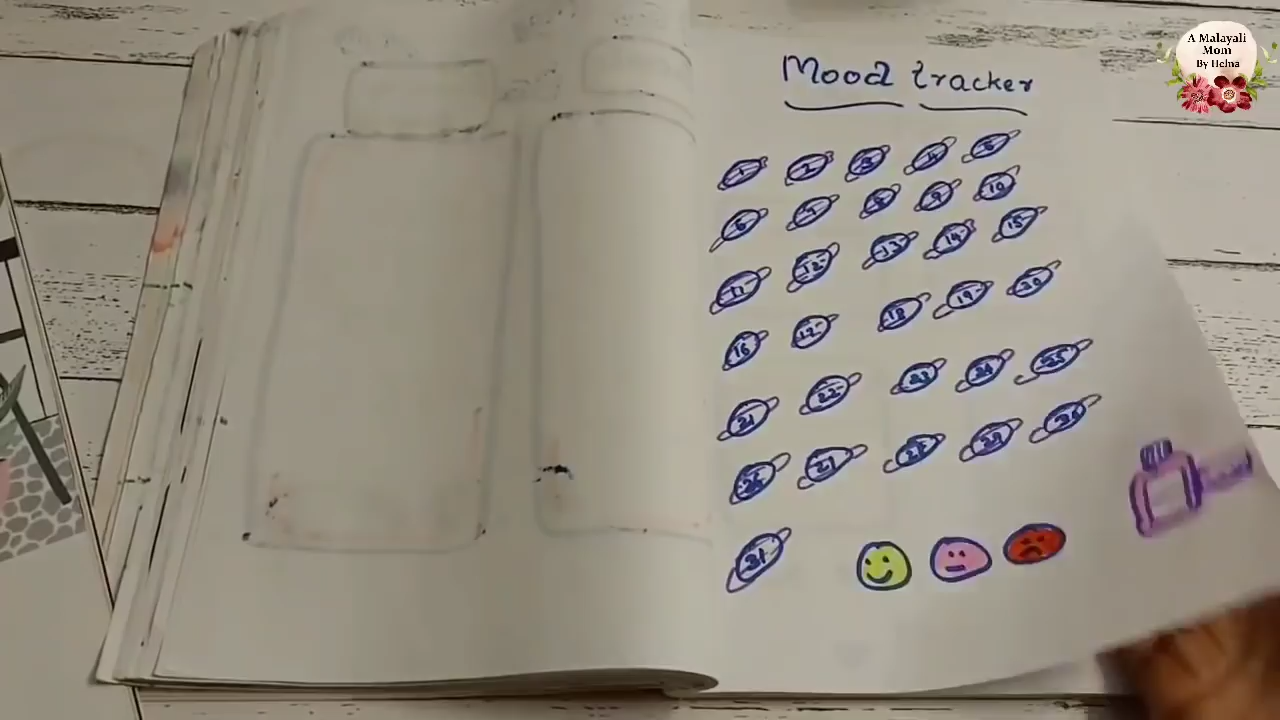 Mood tracker
1 2 3 4 5
6 7 8 9 10
11 12 13 14 15
16 17 18 19 20
21 22 23 24 25
26 27 28 29 30
31
A Malayali
Mom
By Helna